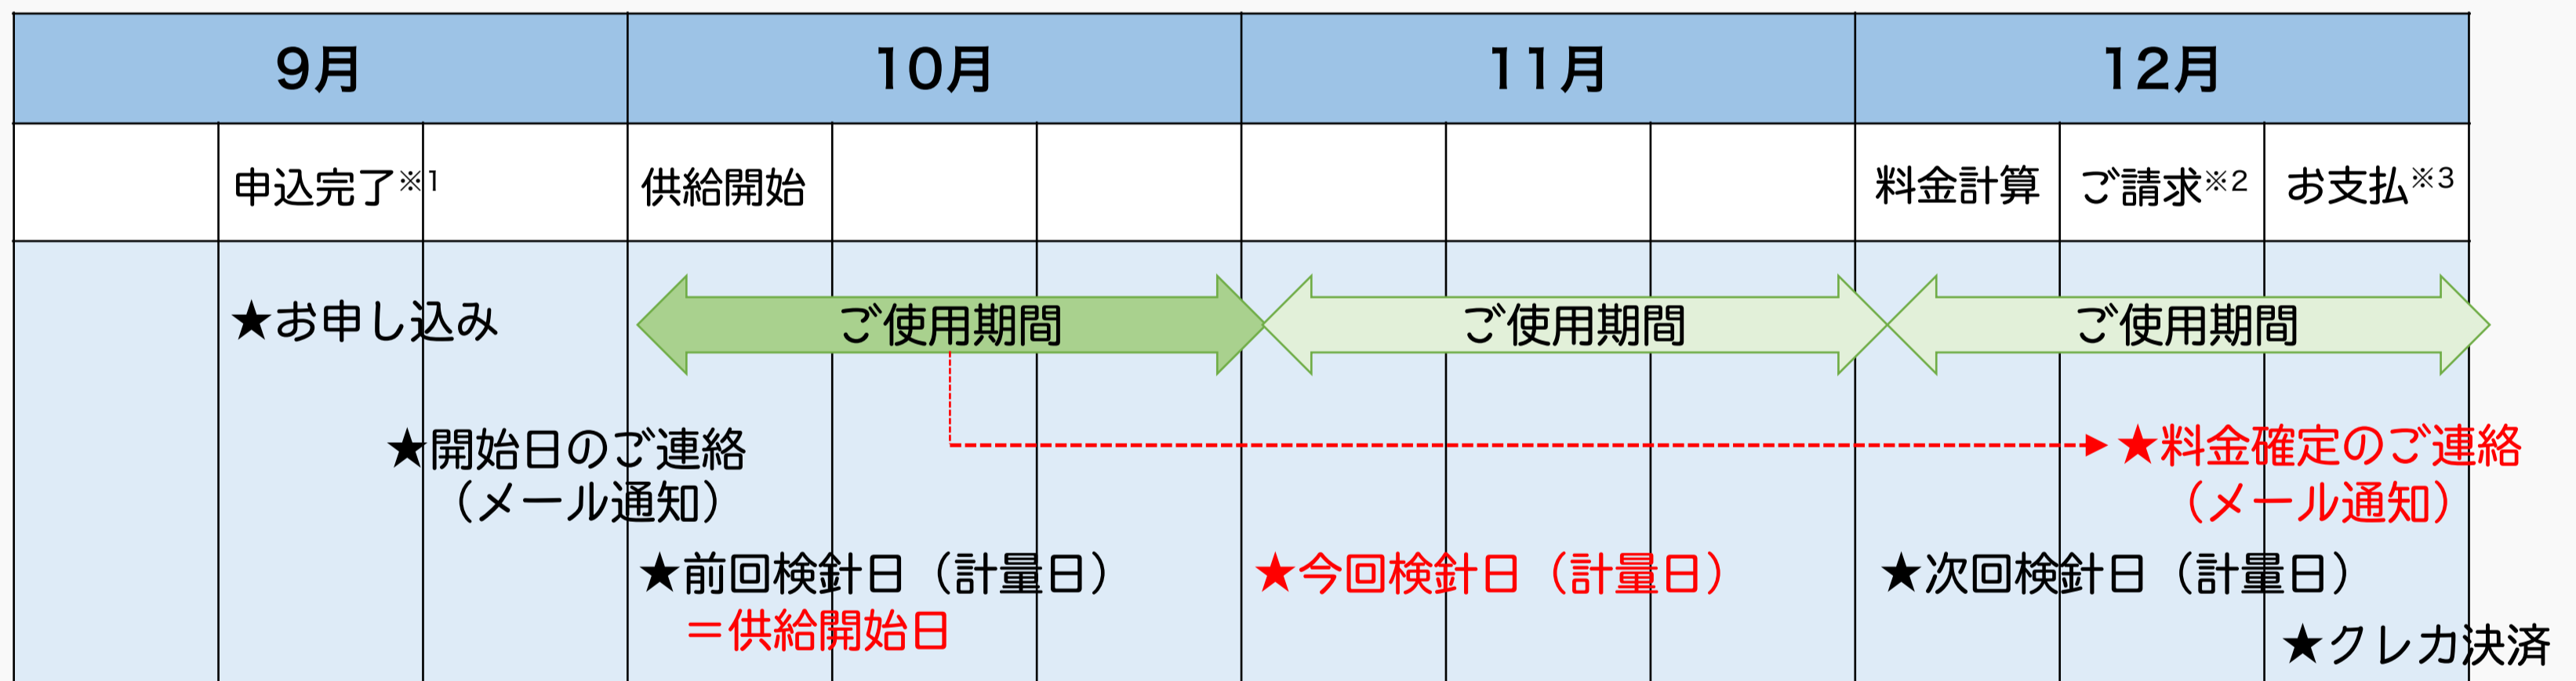 9月 10月 11月 12月
申込完了※1 供給開始 料金計算 ご請求※2 お支払※3
★お申し込み ご使用期間 ご使用期間 ご使用期間
★開始日のご連絡 ★料金確定のご連絡
（メール通知） （メール通知）
★前回検針日（計量日） ★今回検針日（計量日） ★次回検針日（計量日）
＝供給開始日
★クレカ決済